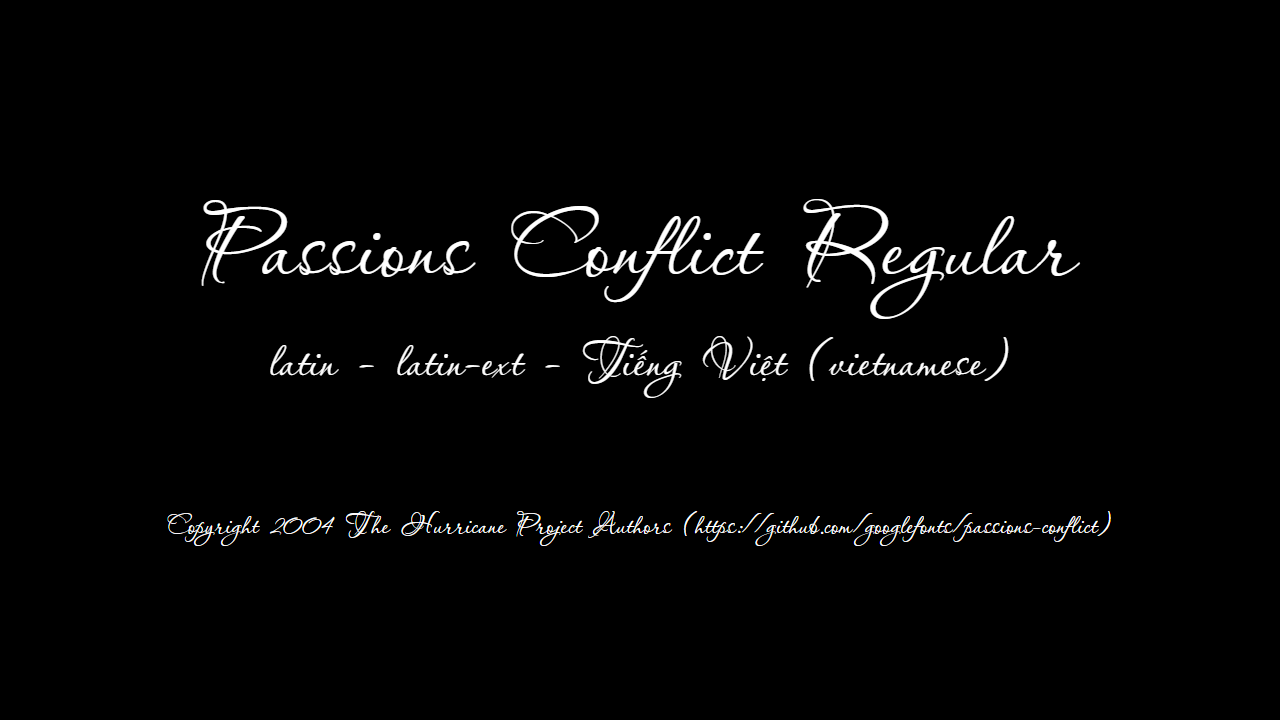 Passions Conflict Regular
latin - latin-ext - Tiếng Việt (vietnamese)
Copyright 2004 The Hurricane Project Authors (https://github.com/googlefonts/passions-conflict)